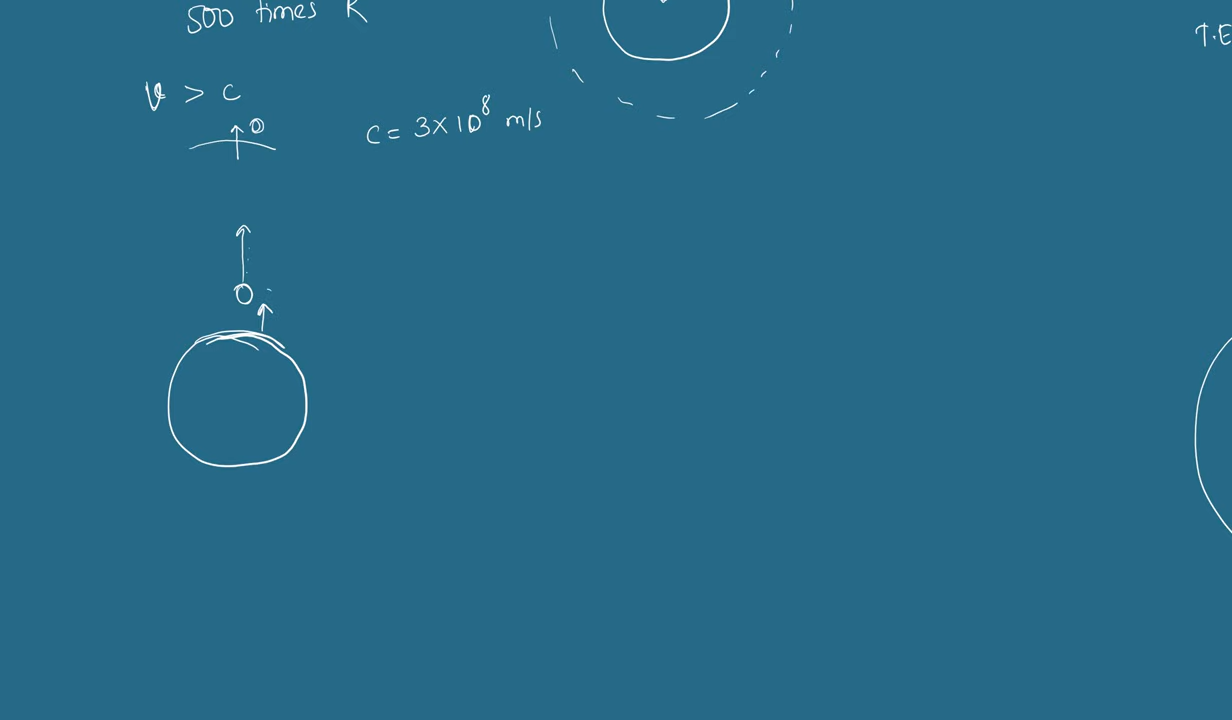 500 times R
T.E
v > c
c = 3×10⁸ m/s